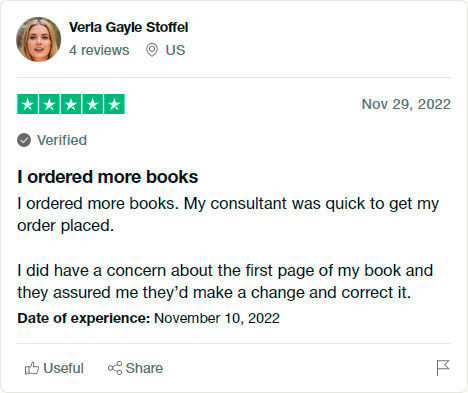 Verla Gayle Stoffel
4 reviews US
Nov 29, 2022
Verified
I ordered more books
I ordered more books. My consultant was quick to get my
order placed.
I did have a concern about the first page of my book and
they assured me they’d make a change and correct it.
Date of experience: November 10, 2022
Useful Share